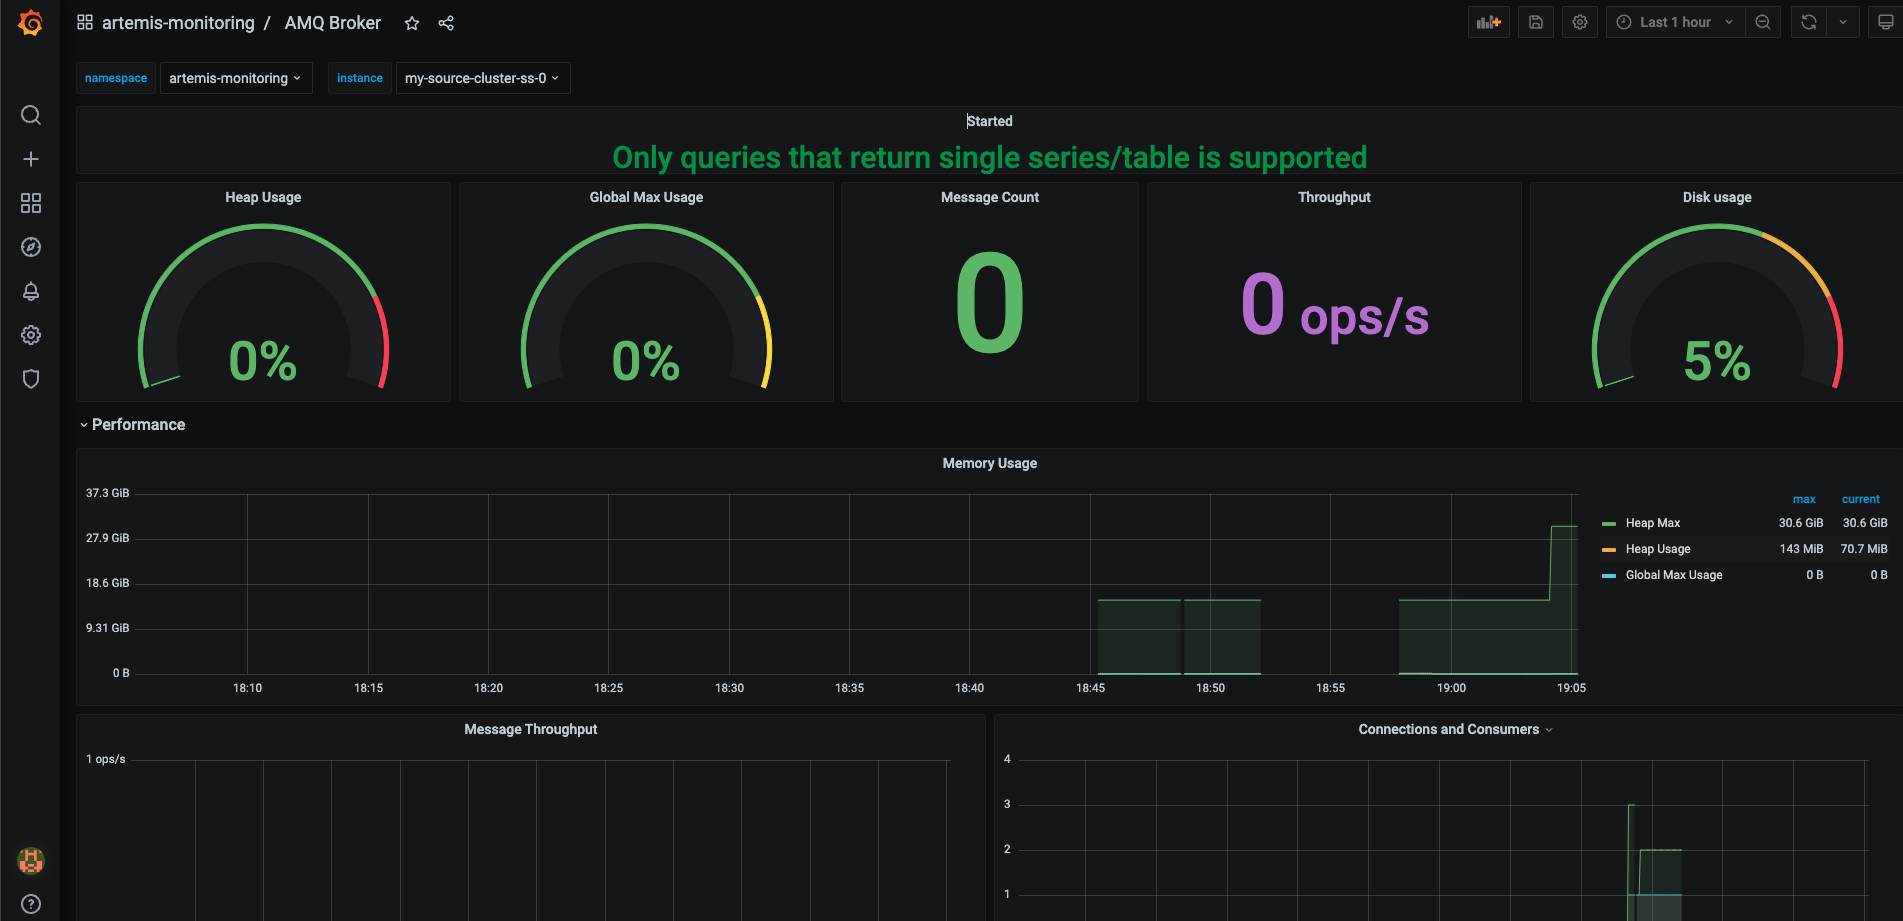 artemis-monitoring / AMQ Broker
Last 1 hour
namespace artemis-monitoring instance my-source-cluster-ss-0
Started
Only queries that return single series/table is supported
Heap Usage
0%
Global Max Usage
0%
Message Count
0
Throughput
0 ops/s
Disk usage
5%
Performance
Memory Usage
37.3 GiB
27.9 GiB
18.6 GiB
9.31 GiB
0 B
18:10 18:15 18:20 18:25 18:30 18:35 18:40 18:45 18:50 18:55 19:00 19:05
max current
Heap Max 30.6 GiB 30.6 GiB
Heap Usage 143 MiB 70.7 MiB
Global Max Usage 0 B 0 B
Message Throughput
1 ops/s
Connections and Consumers
4
3
2
1